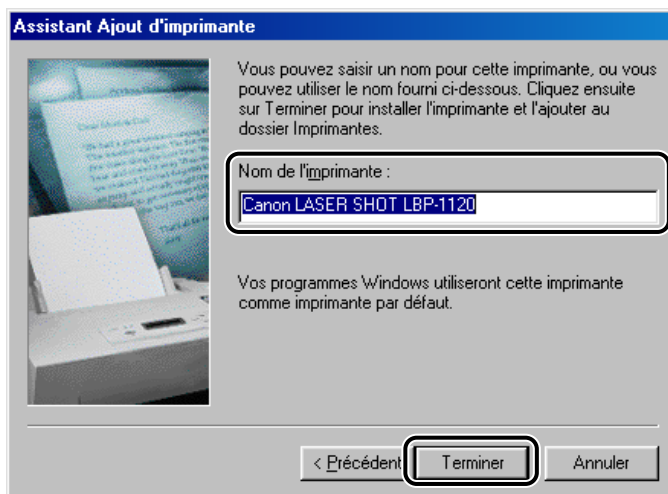 Assistant Ajout d'imprimante
Vous pouvez saisir un nom pour cette imprimante, ou vous
pouvez utiliser le nom fourni ci-dessous. Cliquez ensuite
sur Terminer pour installer l'imprimante et l'ajouter au
dossier Imprimantes.
Nom de l'imprimante :
Canon LASER SHOT LBP-1120
Vos programmes Windows utiliseront cette imprimante
comme imprimante par défaut.
< Précédent
Terminer
Annuler